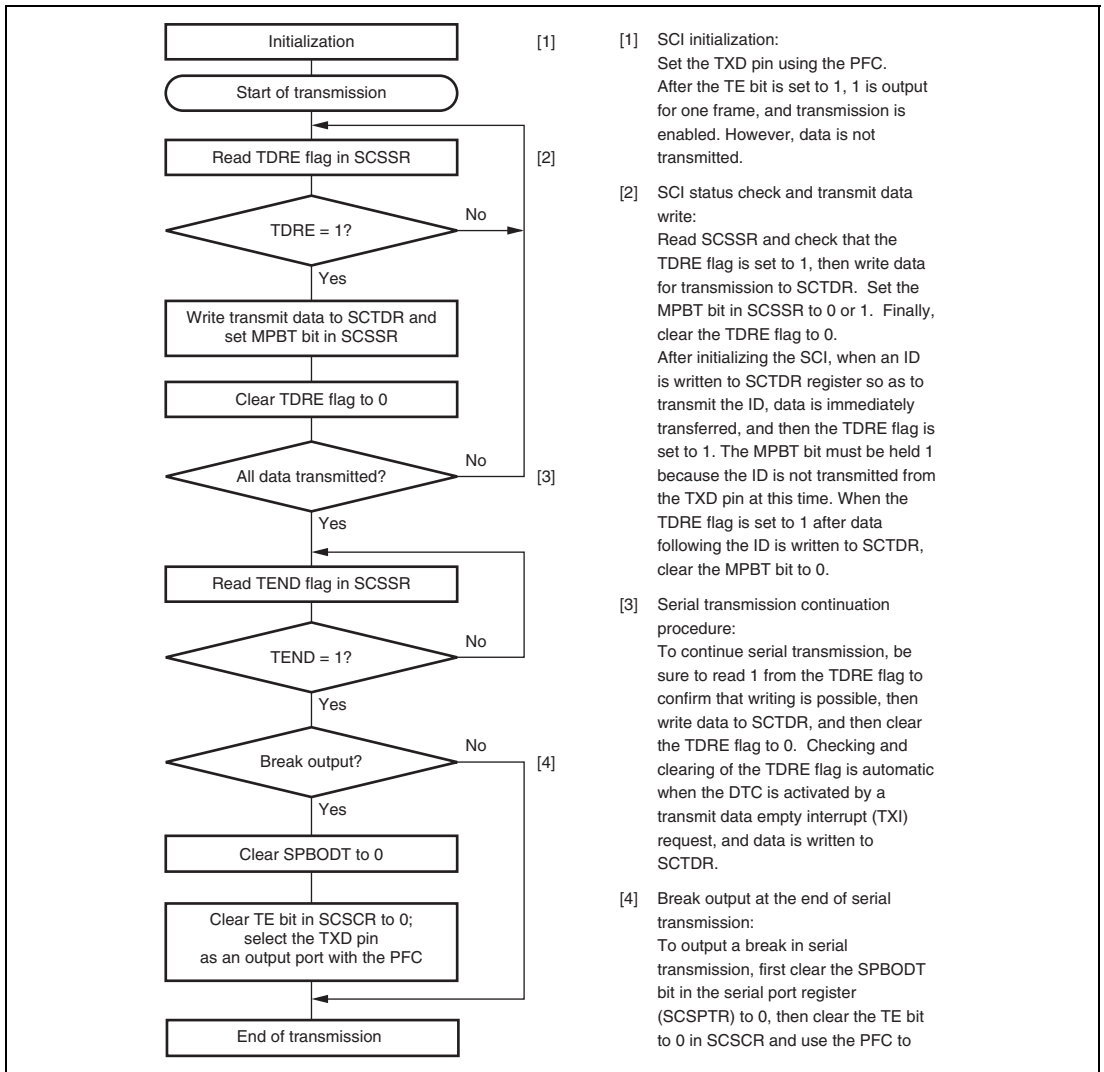 Initialization
[1]
Start of transmission
Read TDRE flag in SCSSR
[2]
TDRE = 1?
No
Yes
Write transmit data to SCTDR and
set MPBT bit in SCSSR
Clear TDRE flag to 0
All data transmitted?
No
[3]
Yes
Read TEND flag in SCSSR
TEND = 1?
No
Yes
Break output?
No
[4]
Yes
Clear SPBODT to 0
Clear TE bit in SCSCR to 0;
select the TXD pin
as an output port with the PFC
End of transmission
[1] SCI initialization:
Set the TXD pin using the PFC.
After the TE bit is set to 1, 1 is output
for one frame, and transmission is
enabled. However, data is not
transmitted.
[2] SCI status check and transmit data
write:
Read SCSSR and check that the
TDRE flag is set to 1, then write data
for transmission to SCTDR. Set the
MPBT bit in SCSSR to 0 or 1. Finally,
clear the TDRE flag to 0.
After initializing the SCI, when an ID
is written to SCTDR register so as to
transmit the ID, data is immediately
transferred, and then the TDRE flag is
set to 1. The MPBT bit must be held 1
because the ID is not transmitted from
the TXD pin at this time. When the
TDRE flag is set to 1 after data
following the ID is written to SCTDR,
clear the MPBT bit to 0.
[3] Serial transmission continuation
procedure:
To continue serial transmission, be
sure to read 1 from the TDRE flag to
confirm that writing is possible, then
write data to SCTDR, and then clear
the TDRE flag to 0. Checking and
clearing of the TDRE flag is automatic
when the DTC is activated by a
transmit data empty interrupt (TXI)
request, and data is written to
SCTDR.
[4] Break output at the end of serial
transmission:
To output a break in serial
transmission, first clear the SPBODT
bit in the serial port register
(SCSPTR) to 0, then clear the TE bit
to 0 in SCSCR and use the PFC to